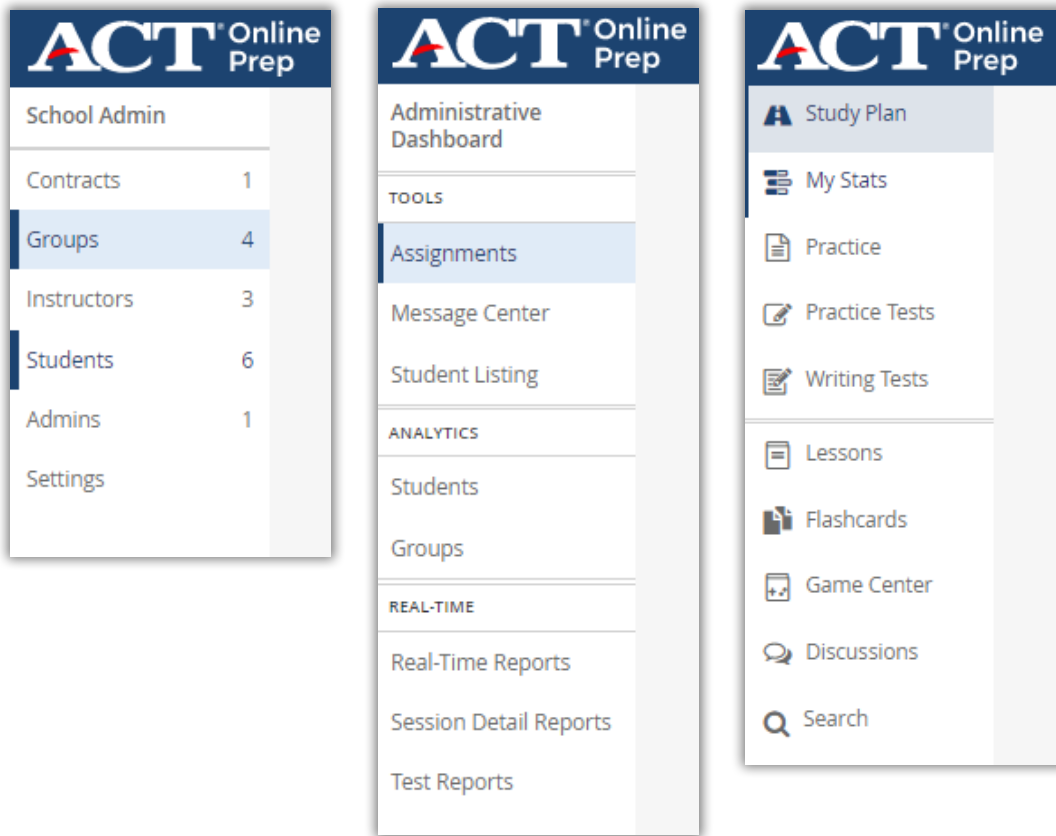 ACT® Online
Prep
School Admin
Contracts 1
Groups 4
Instructors 3
Students 6
Admins 1
Settings
ACT® Online
Prep
Administrative
Dashboard
TOOLS
Assignments
Message Center
Student Listing
ANALYTICS
Students
Groups
REAL-TIME
Real-Time Reports
Session Detail Reports
Test Reports
ACT® Online
Prep
Study Plan
My Stats
Practice
Practice Tests
Writing Tests
Lessons
Flashcards
Game Center
Discussions
Search